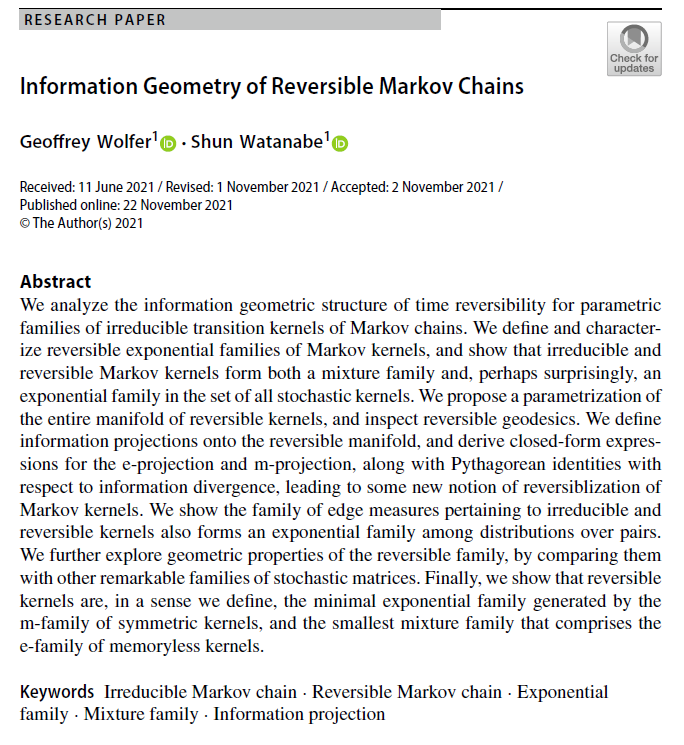 RESEARCH PAPER
Check for
updates
Information Geometry of Reversible Markov Chains
Geoffrey Wolfer1 iD · Shun Watanabe1 iD
Received: 11 June 2021 / Revised: 1 November 2021 / Accepted: 2 November 2021 /
Published online: 22 November 2021
© The Author(s) 2021
Abstract
We analyze the information geometric structure of time reversibility for parametric
families of irreducible transition kernels of Markov chains. We define and character-
ize reversible exponential families of Markov kernels, and show that irreducible and
reversible Markov kernels form both a mixture family and, perhaps surprisingly, an
exponential family in the set of all stochastic kernels. We propose a parametrization of
the entire manifold of reversible kernels, and inspect reversible geodesics. We define
information projections onto the reversible manifold, and derive closed-form expres-
sions for the e-projection and m-projection, along with Pythagorean identities with
respect to information divergence, leading to some new notion of reversiblization of
Markov kernels. We show the family of edge measures pertaining to irreducible and
reversible kernels also forms an exponential family among distributions over pairs.
We further explore geometric properties of the reversible family, by comparing them
with other remarkable families of stochastic matrices. Finally, we show that reversible
kernels are, in a sense we define, the minimal exponential family generated by the
m-family of symmetric kernels, and the smallest mixture family that comprises the
e-family of memoryless kernels.
Keywords Irreducible Markov chain · Reversible Markov chain · Exponential
family · Mixture family · Information projection